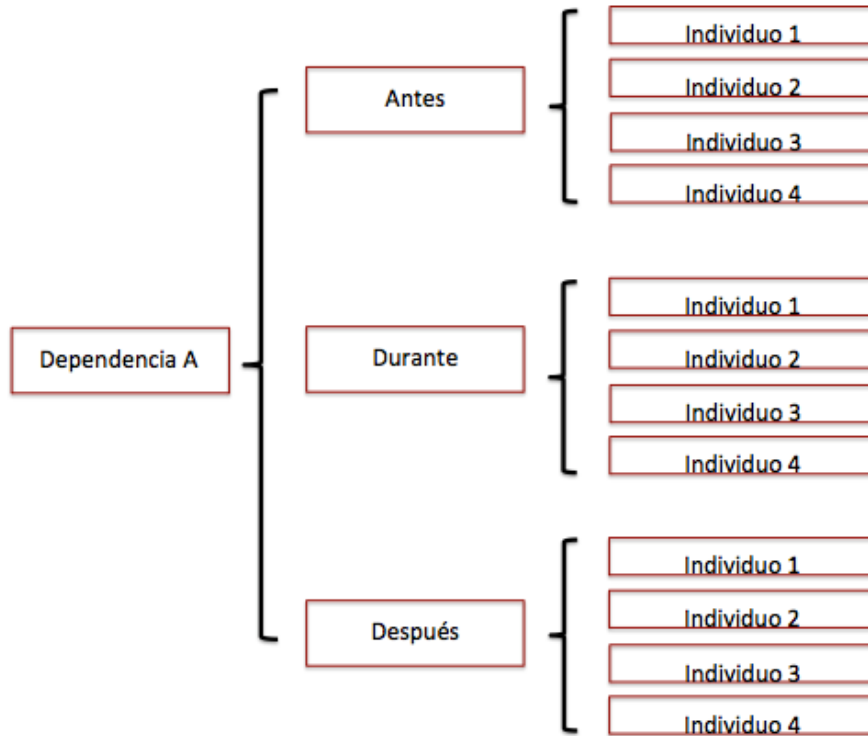 Dependencia A
Antes
Individuo 1
Individuo 2
Individuo 3
Individuo 4
Durante
Individuo 1
Individuo 2
Individuo 3
Individuo 4
Después
Individuo 1
Individuo 2
Individuo 3
Individuo 4